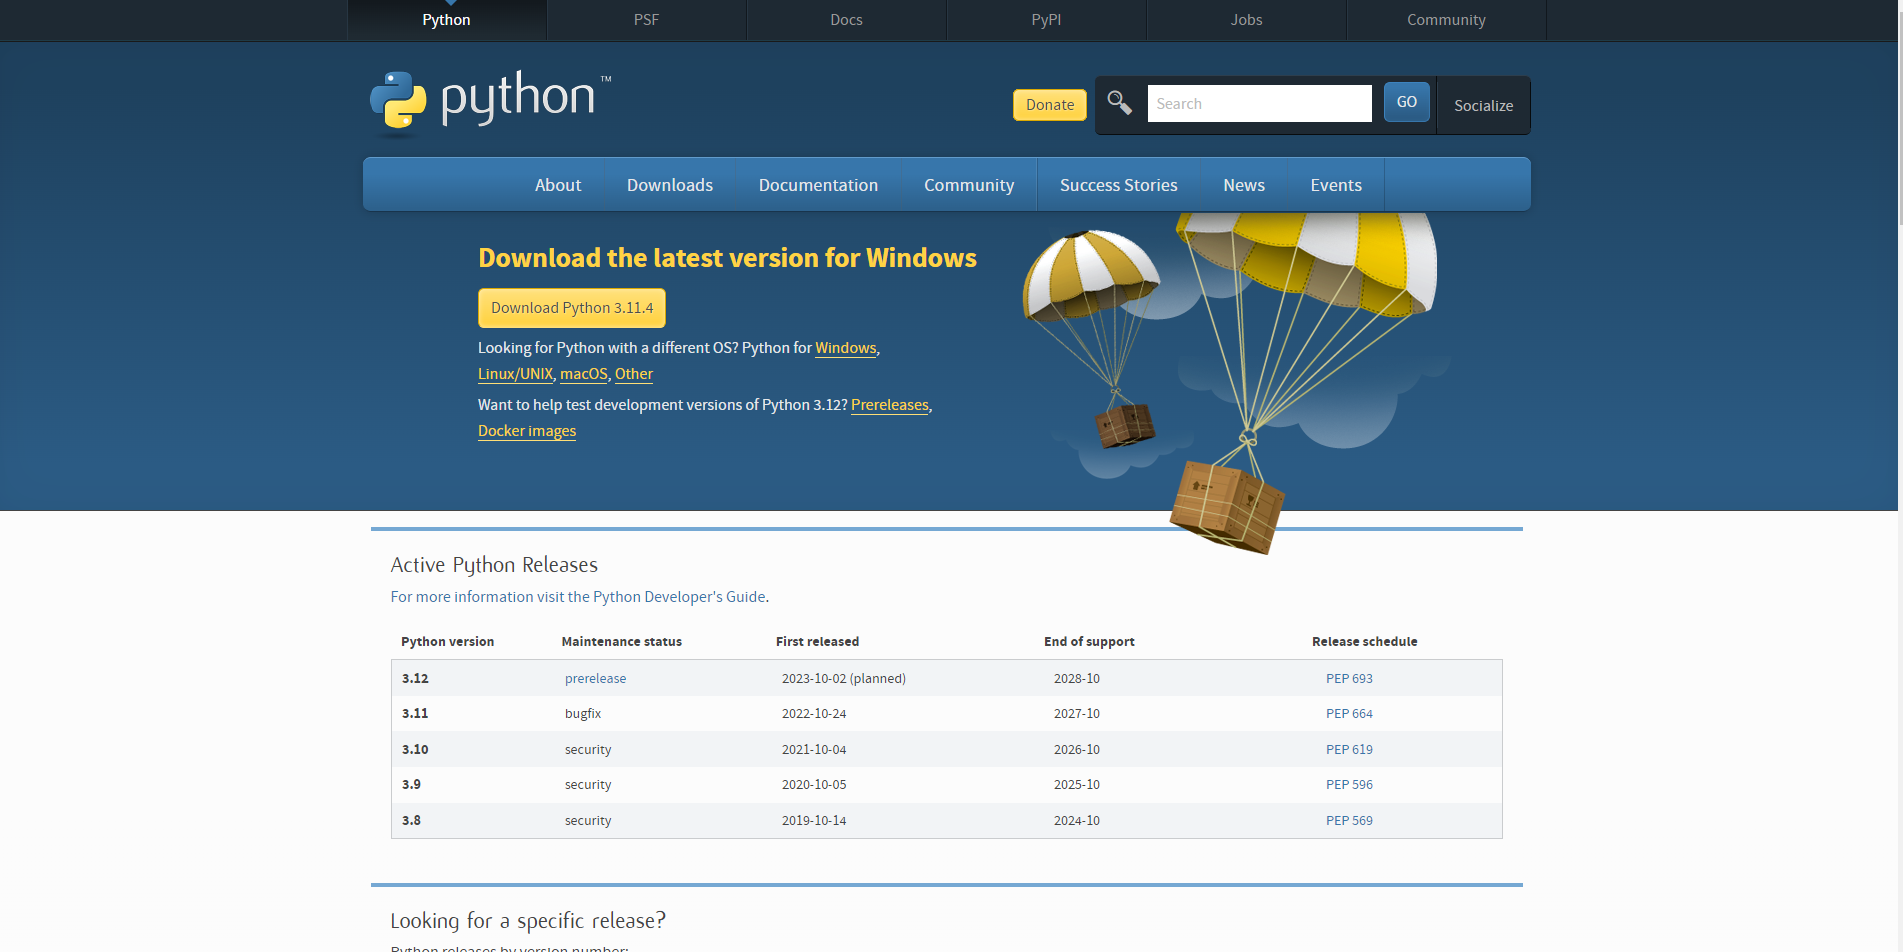 Python PSF Docs PyPI Jobs Community
python™
Donate Search GO Socialize
About Downloads Documentation Community Success Stories News Events
Download the latest version for Windows
Download Python 3.11.4
Looking for Python with a different OS? Python for Windows,
Linux/UNIX, macOS, Other
Want to help test development versions of Python 3.12? Prereleases,
Docker images
Active Python Releases
For more information visit the Python Developer's Guide.
Python version Maintenance status First released End of support Release schedule
3.12 prerelease 2023-10-02 (planned) 2028-10 PEP 693
3.11 bugfix 2022-10-24 2027-10 PEP 664
3.10 security 2021-10-04 2026-10 PEP 619
3.9 security 2020-10-05 2025-10 PEP 596
3.8 security 2019-10-14 2024-10 PEP 569
Looking for a specific release?
Python releases by version number: